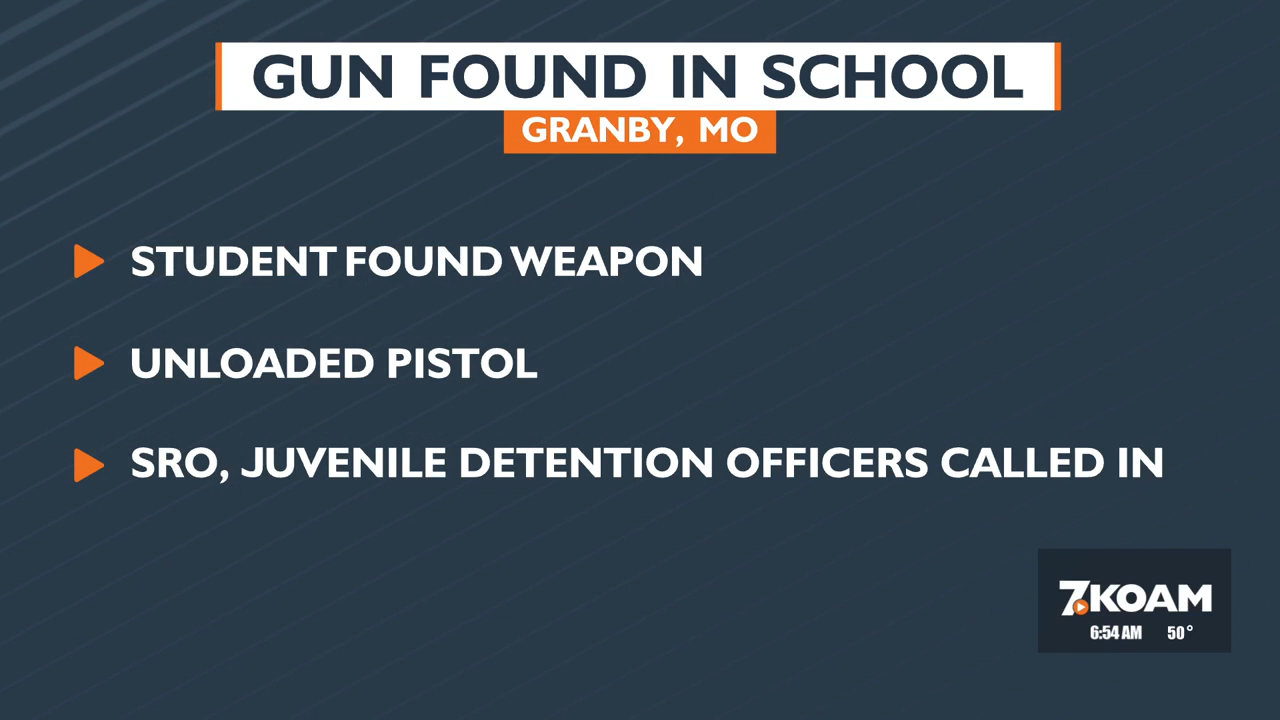 GUN FOUND IN SCHOOL
GRANBY, MO
STUDENT FOUND WEAPON
UNLOADED PISTOL
SRO, JUVENILE DETENTION OFFICERS CALLED IN
7KOAM
6:54 AM 50°